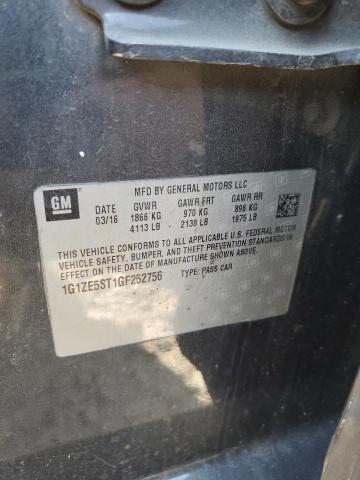 GM
MFD BY GENERAL MOTORS LLC
DATE GVWR GAWR FRT GAWR RR
03/16 1866 KG 970 KG 896 KG
4113 LB 2138 LB 1975 LB
THIS VEHICLE CONFORMS TO ALL APPLICABLE U.S. FEDERAL MOTOR
VEHICLE SAFETY, BUMPER, AND THEFT PREVENTION STANDARDS IN
EFFECT ON THE DATE OF MANUFACTURE SHOWN ABOVE.
1G1ZE5ST1GF252756 TYPE: PASS CAR